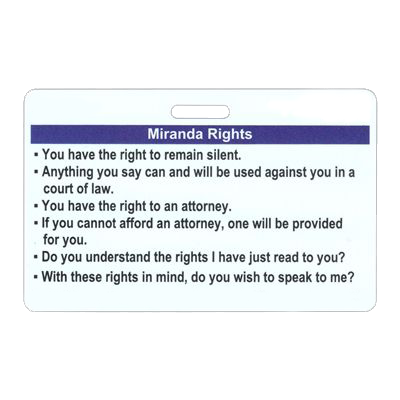 Miranda Rights
▪ You have the right to remain silent.
▪ Anything you say can and will be used against you in a
court of law.
▪ You have the right to an attorney.
▪ If you cannot afford an attorney, one will be provided
for you.
▪ Do you understand the rights I have just read to you?
▪ With these rights in mind, do you wish to speak to me?